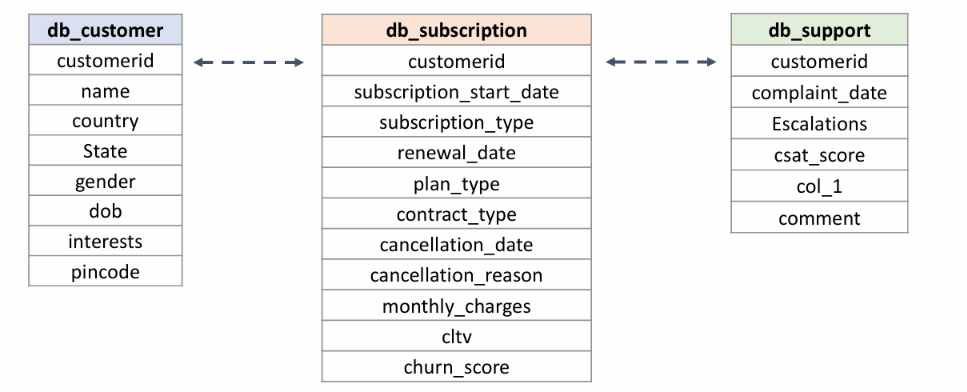 db_customer
customerid
name
country
State
gender
dob
interests
pincode
db_subscription
customerid
subscription_start_date
subscription_type
renewal_date
plan_type
contract_type
cancellation_date
cancellation_reason
monthly_charges
cltv
churn_score
db_support
customerid
complaint_date
Escalations
csat_score
col_1
comment